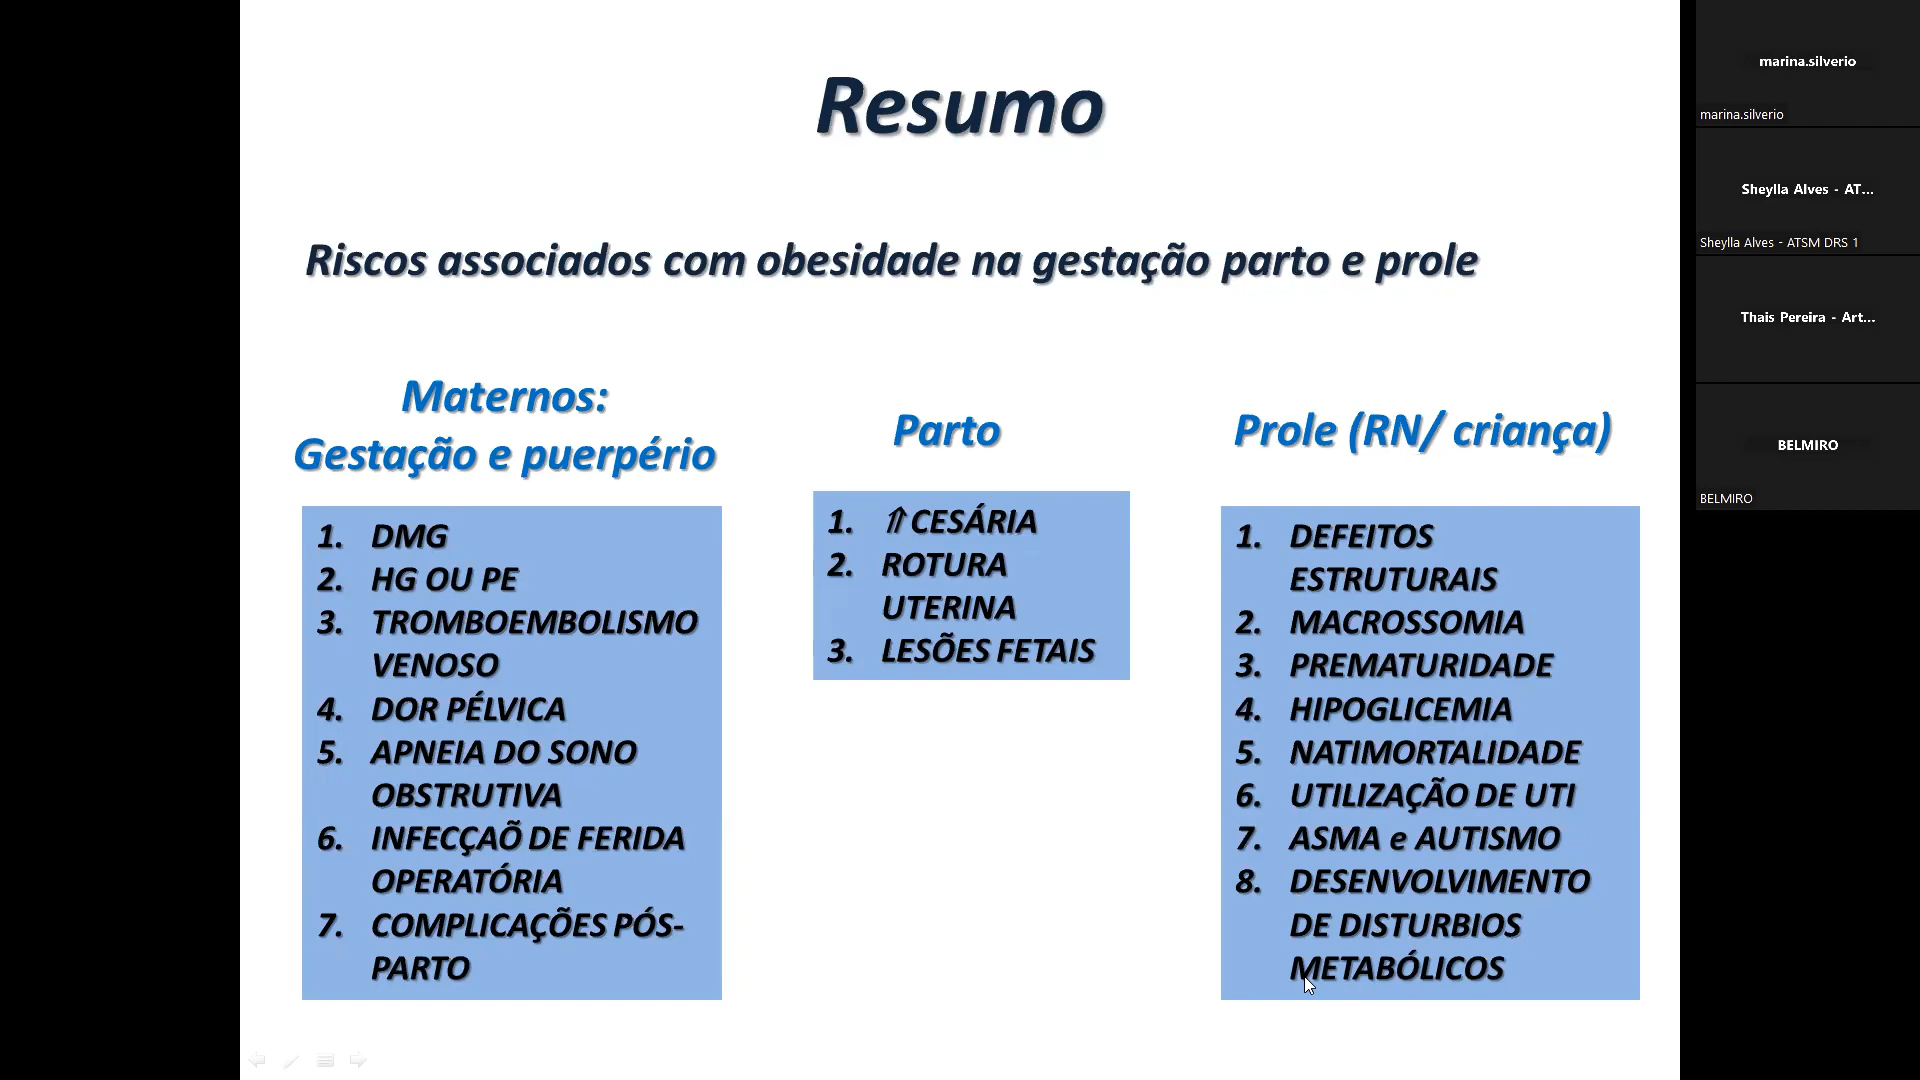 Resumo
Riscos associados com obesidade na gestação parto e prole
Maternos:
Gestação e puerpério
1. DMG
2. HG OU PE
3. TROMBOEMBOLISMO
VENOSO
4. DOR PÉLVICA
5. APNEIA DO SONO
OBSTRUTIVA
6. INFECÇAÕ DE FERIDA
OPERATÓRIA
7. COMPLICAÇÕES PÓS-
PARTO
Parto
1. ⇑ CESÁRIA
2. ROTURA
UTERINA
3. LESÕES FETAIS
Prole (RN/ criança)
1. DEFEITOS
ESTRUTURAIS
2. MACROSSOMIA
3. PREMATURIDADE
4. HIPOGLICEMIA
5. NATIMORTALIDADE
6. UTILIZAÇÃO DE UTI
7. ASMA e AUTISMO
8. DESENVOLVIMENTO
DE DISTURBIOS
METABÓLICOS
marina.silverio
marina.silverio
Sheylla Alves - AT...
Sheylla Alves - ATSM DRS 1
Thais Pereira - Art...
BELMIRO
BELMIRO